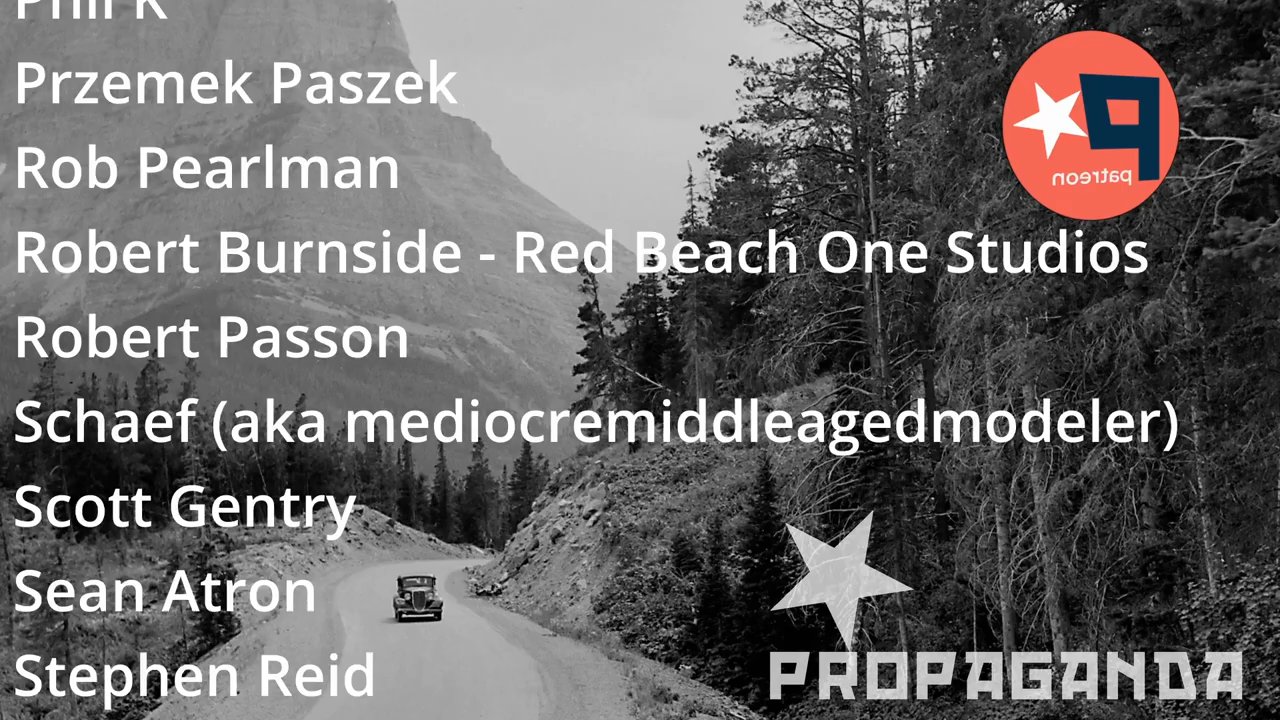 Phil K
Przemek Paszek
Rob Pearlman
Robert Burnside - Red Beach One Studios
Robert Passon
Schaef (aka mediocremiddleagedmodeler)
Scott Gentry
Sean Atron
Stephen Reid
P
patreon
PROPAGANDA